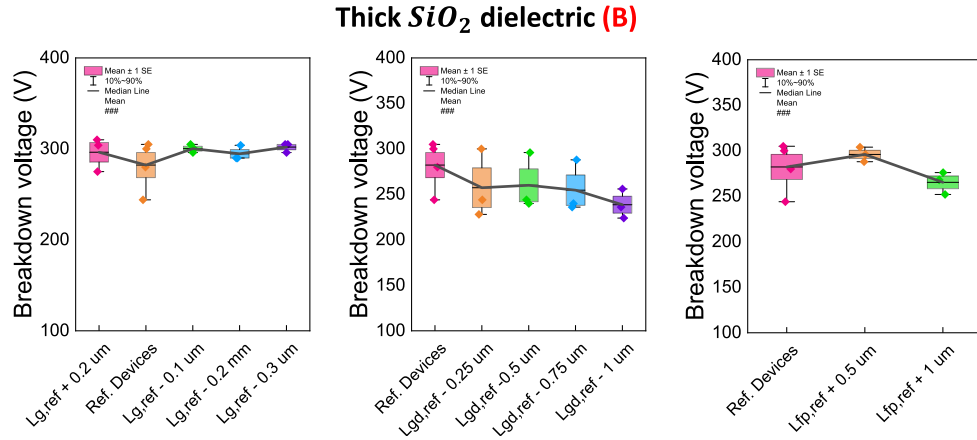 Thick SiO2 dielectric (B)
Breakdown voltage (V)
400
300
200
100
Mean ± 1 SE
10%~90%
Median Line
Mean
###
Lg,ref + 0.2 um
Ref. Devices
Lg,ref - 0.1 um
Lg,ref - 0.2 mm
Lg,ref - 0.3 um
Breakdown voltage (V)
400
350
300
250
200
100
Mean ± 1 SE
10%~90%
Median Line
Mean
###
Ref. Devices
Lgd,ref - 0.25 um
Lgd,ref -0.5 um
Lgd,ref - 0.75 um
Lgd,ref - 1 um
Breakdown voltage (V)
400
350
300
250
200
150
100
Mean ± 1 SE
10%~90%
Median Line
Mean
###
Ref. Devices
Lfp,ref + 0.5 um
Lfp,ref + 1 um